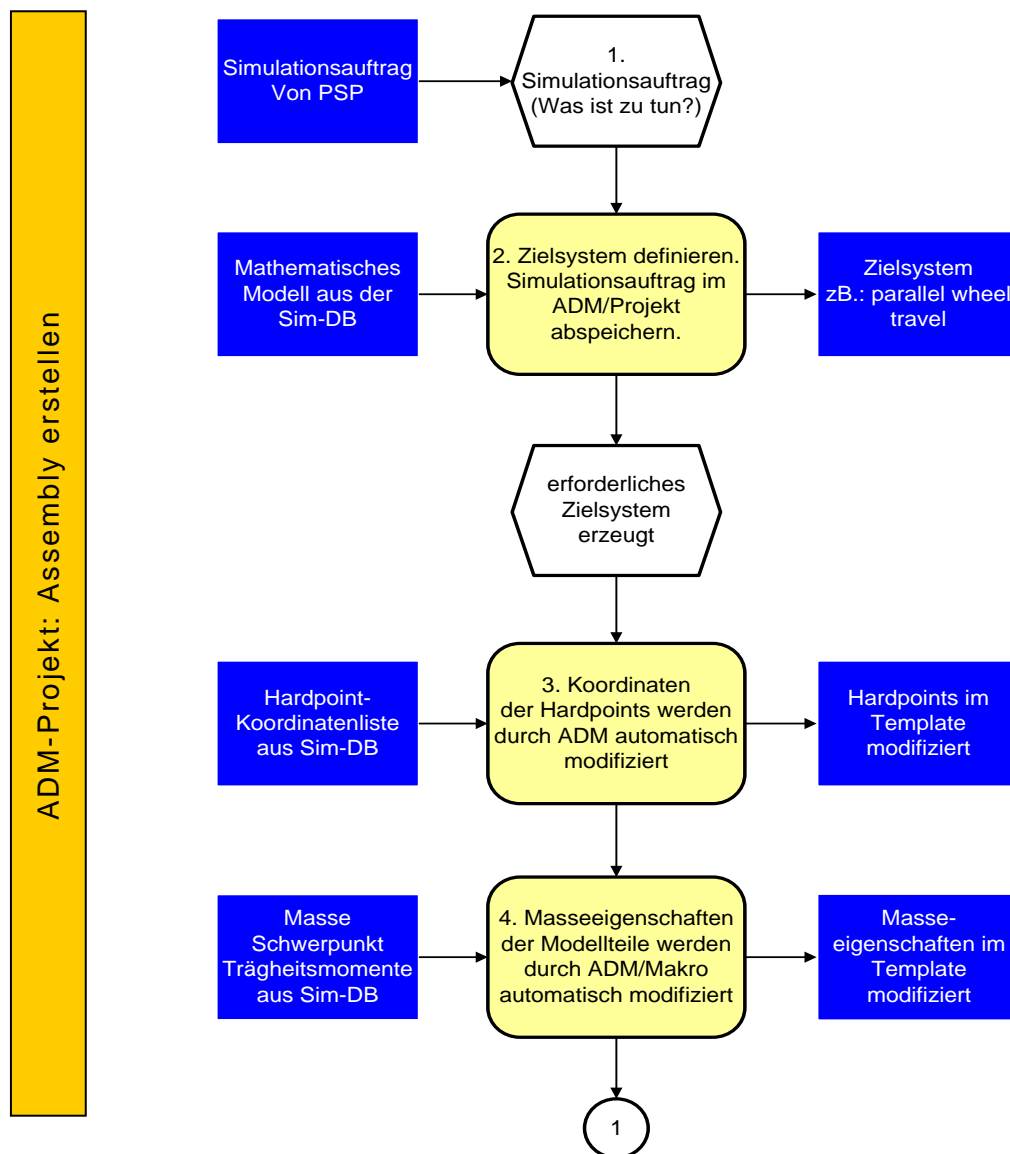 ADM-Projekt: Assembly erstellen
Simulationsauftrag
Von PSP
1.
Simulationsauftrag
(Was ist zu tun?)
Mathematisches
Modell aus der
Sim-DB
2. Zielsystem definieren.
Simulationsauftrag im
ADM/Projekt
abspeichern.
Zielsystem
zB.: parallel wheel
travel
erforderliches
Zielsystem
erzeugt
Hardpoint-
Koordinatenliste
aus Sim-DB
3. Koordinaten
der Hardpoints werden
durch ADM automatisch
modifiziert
Hardpoints im
Template
modifiziert
Masse
Schwerpunkt
Trägheitsmomente
aus Sim-DB
4. Masseeigenschaften
der Modellteile werden
durch ADM/Makro
automatisch modifiziert
Masse-
eigenschaften im
Template
modifiziert
1